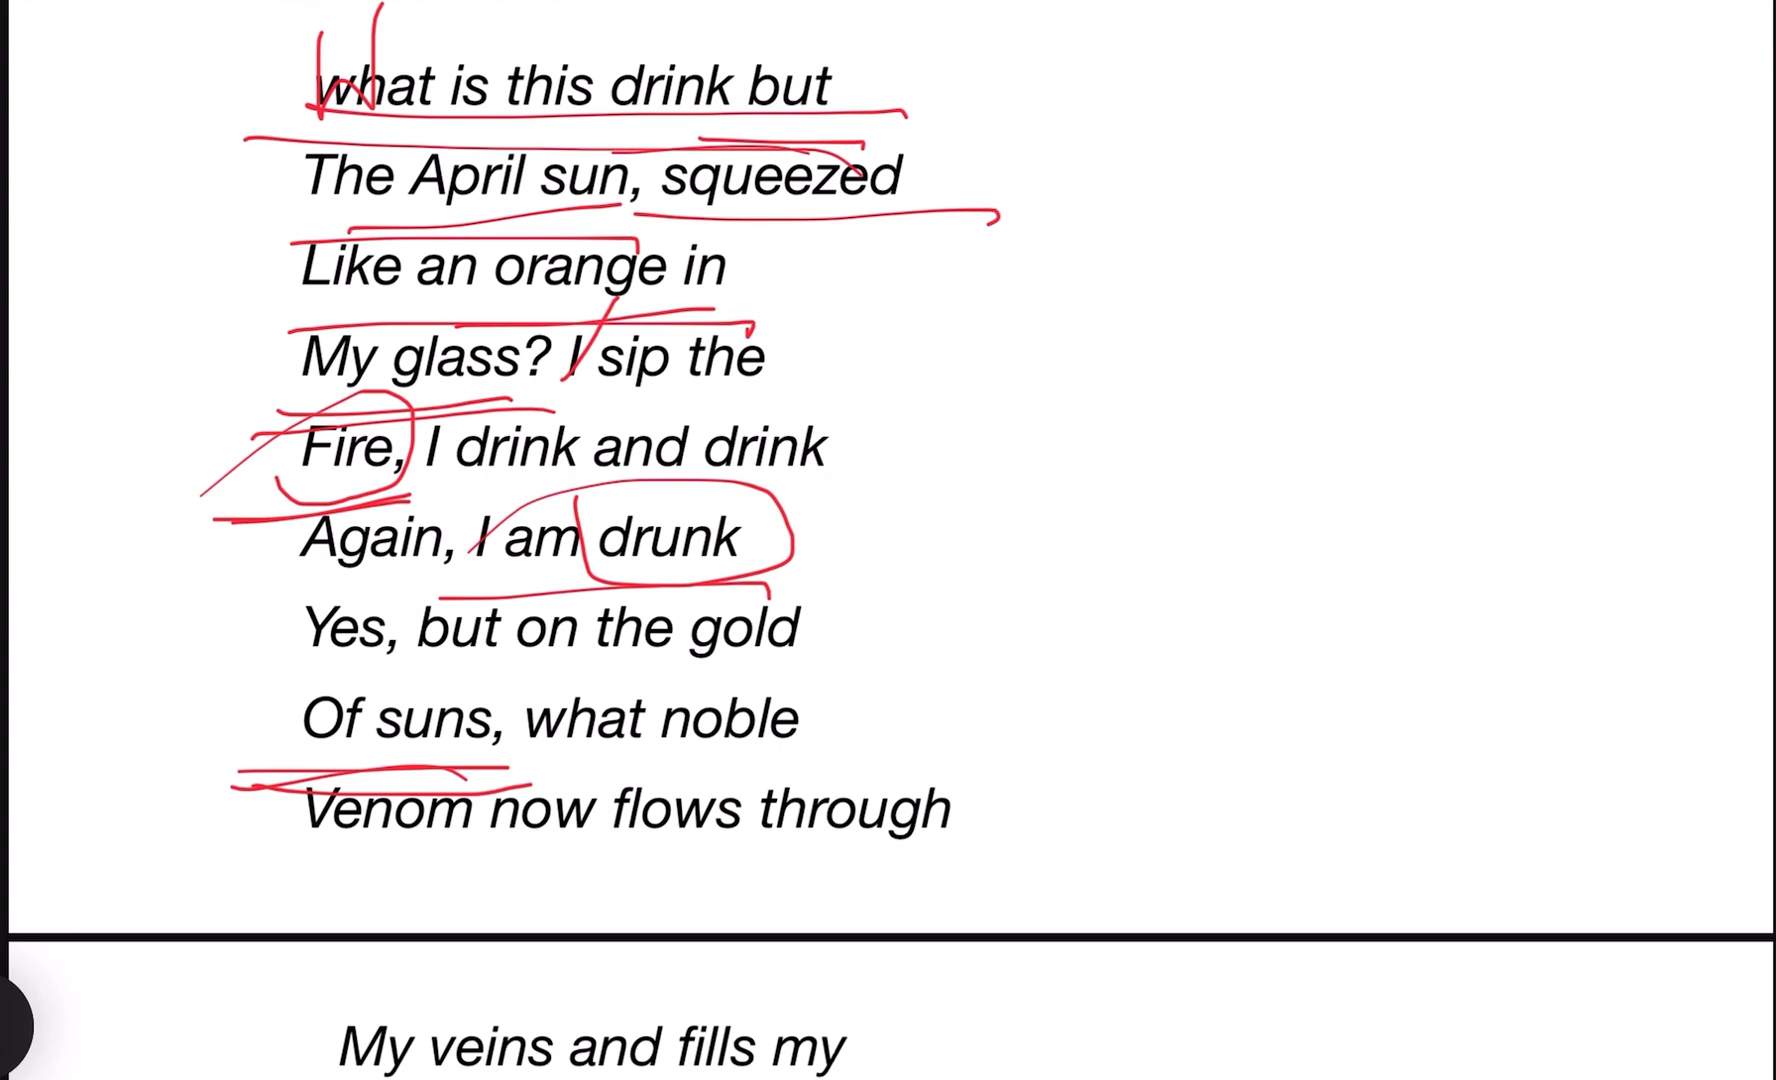 what is this drink but
The April sun, squeezed
Like an orange in
My glass? I sip the
Fire, I drink and drink
Again, I am drunk
Yes, but on the gold
Of suns, what noble
Venom now flows through
My veins and fills my